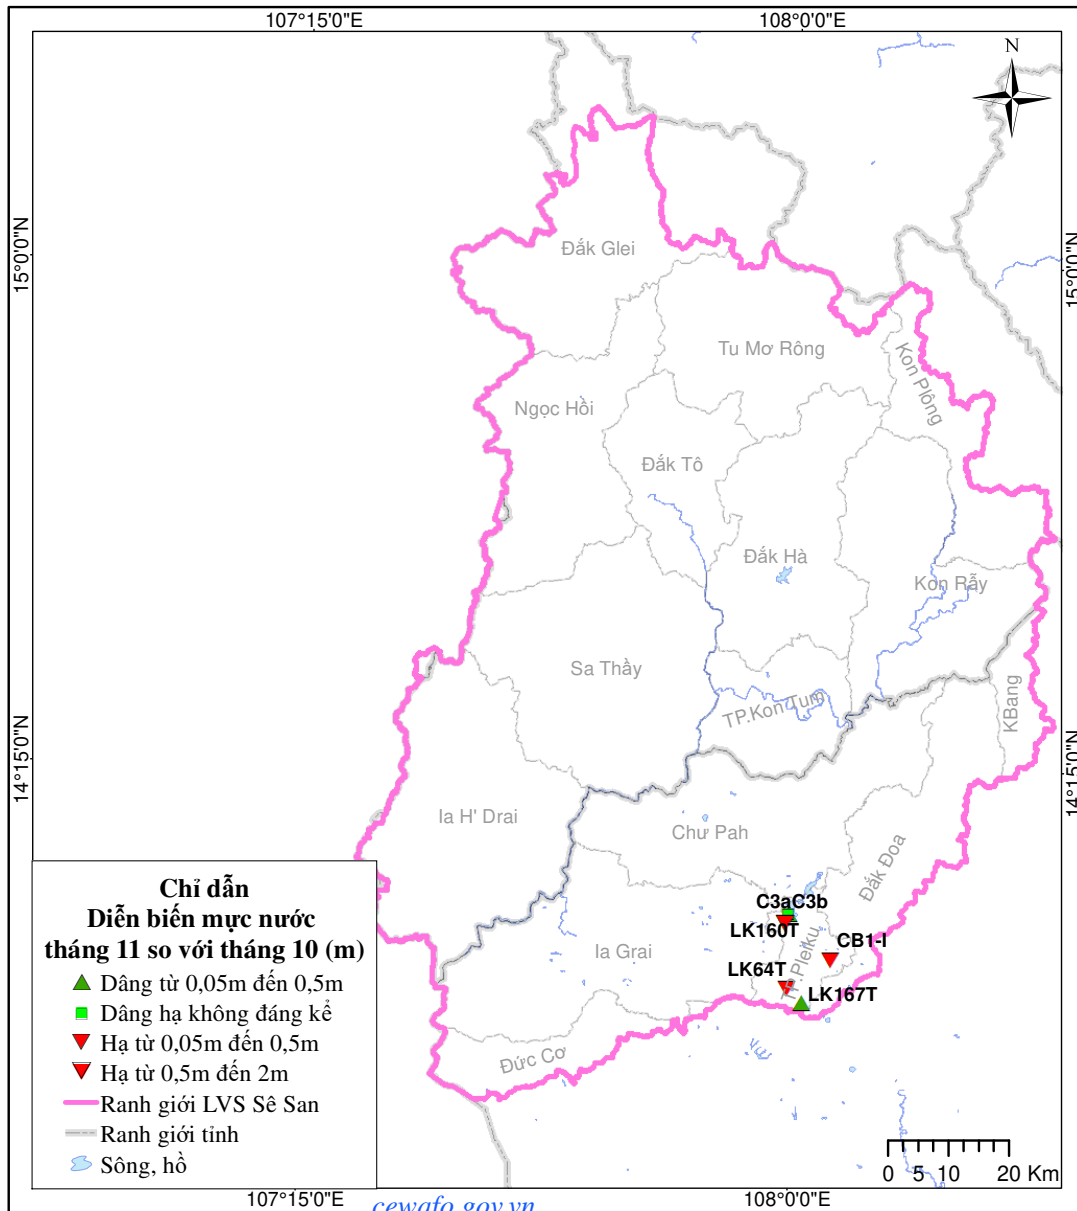 107°15'0"E
108°0'0"E
N
15°0'0"N
15°0'0"N
Đắk Glei
Tu Mơ Rông
Kon Plông
Ngọc Hồi
Đắk Tô
Đắk Hà
Kon Rẫy
Sa Thầy
TP.Kon Tum
KBang
14°15'0"N
14°15'0"N
Ia H' Drai
Chư Pah
Đắk Đoa
C3aC3b
LK160T
Ia Grai
TP.Pleiku
CB1-I
LK64T
LK167T
Đức Cơ
Chỉ dẫn
Diễn biến mực nước
tháng 11 so với tháng 10 (m)
Dâng từ 0,05m đến 0,5m
Dâng hạ không đáng kể
Hạ từ 0,05m đến 0,5m
Hạ từ 0,5m đến 2m
Ranh giới LVS Sê San
Ranh giới tỉnh
Sông, hồ
0 5 10 20 Km
107°15'0"E
108°0'0"E
cewafo.gov.vn